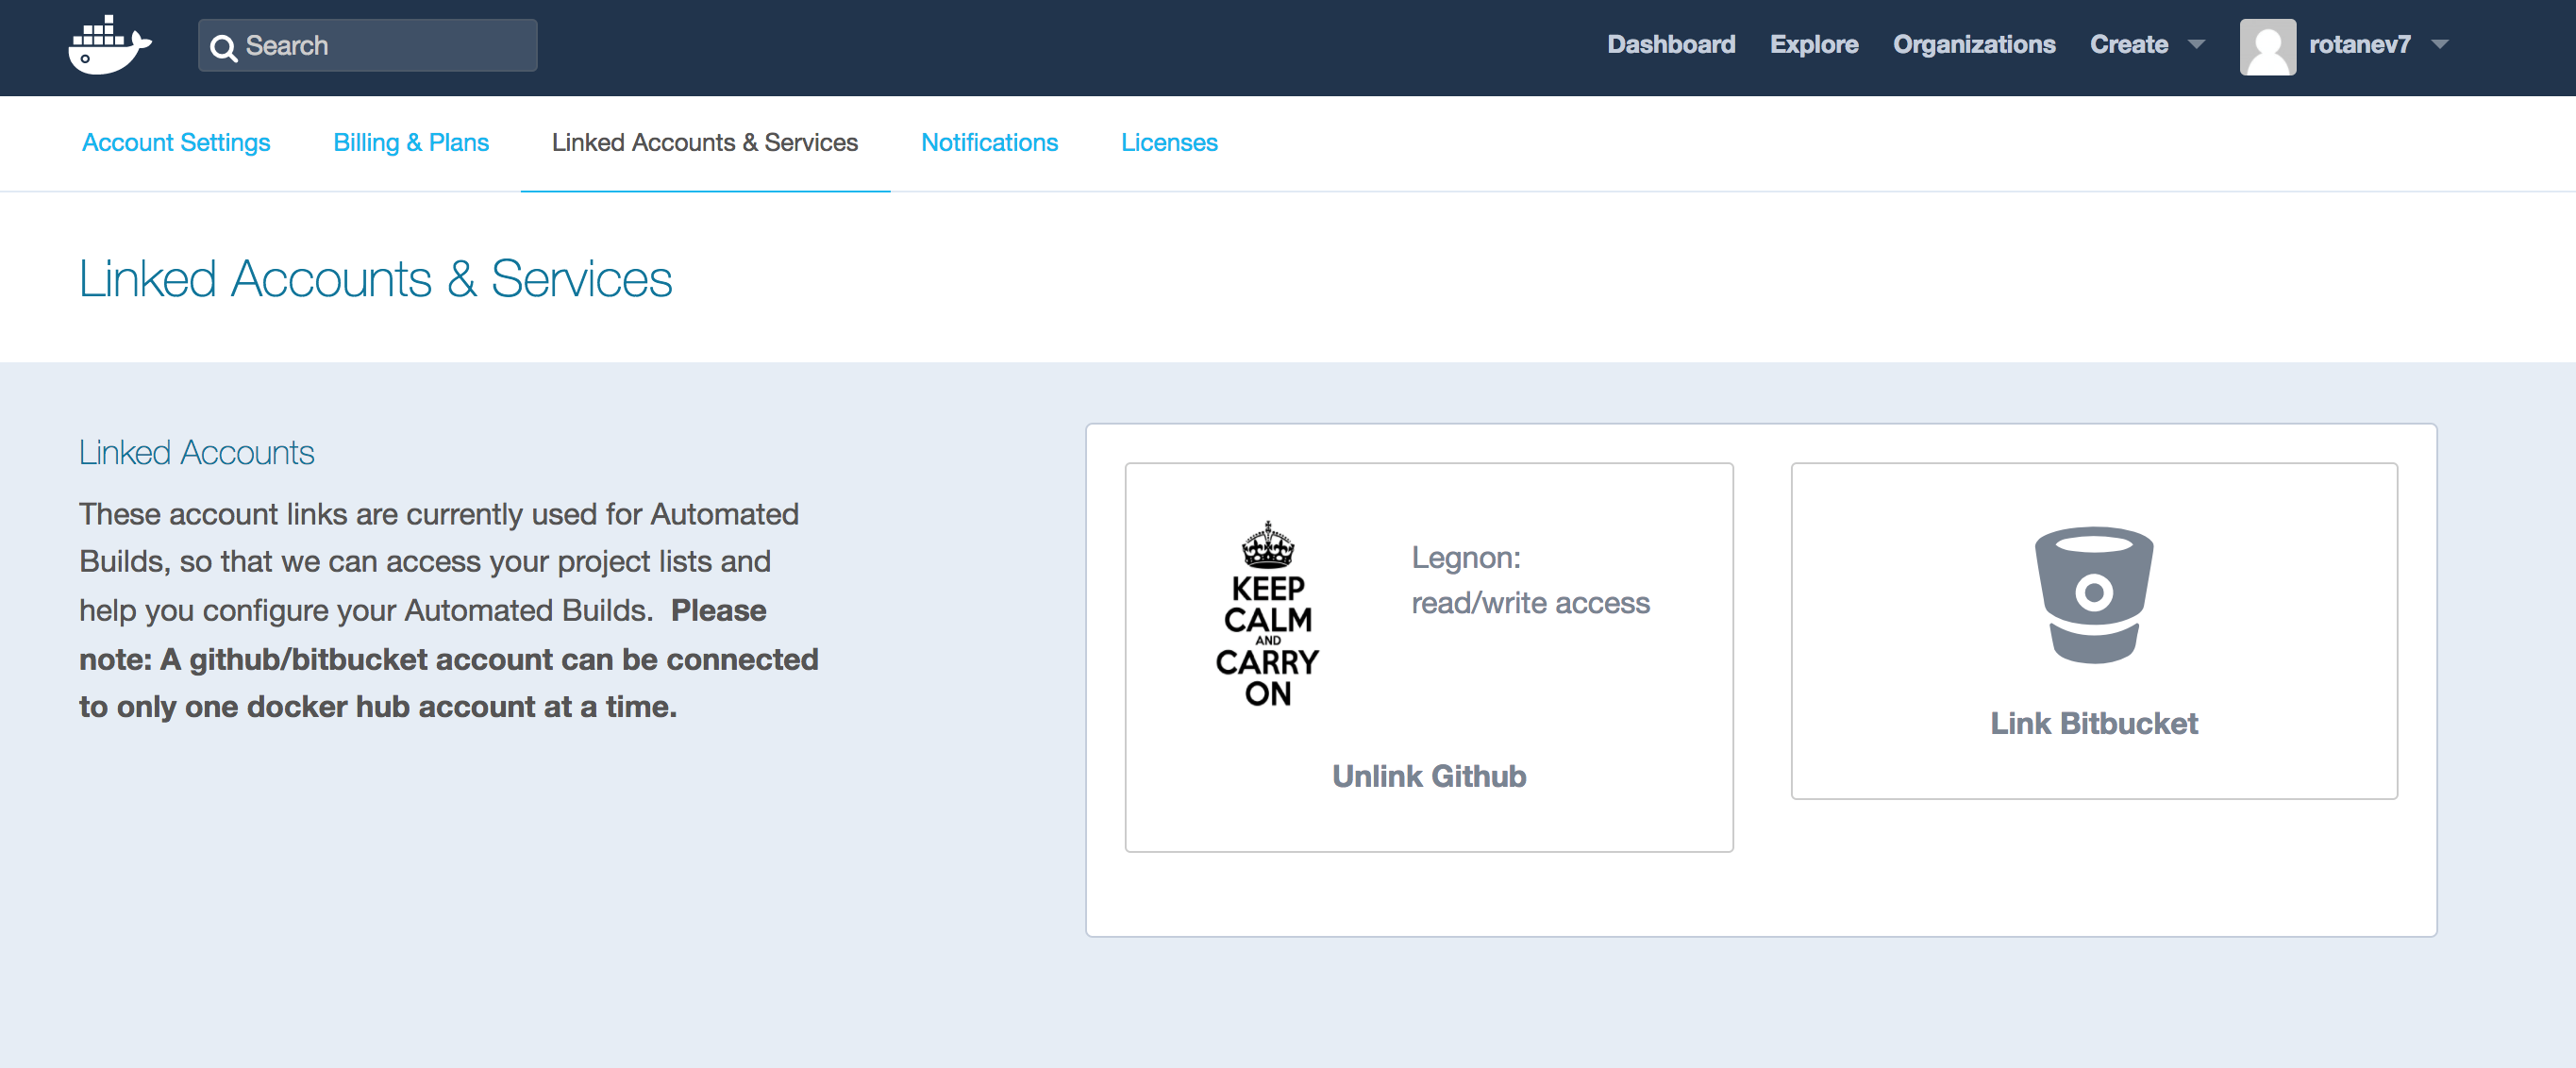 Search
Dashboard
Explore
Organizations
Create
rotanev7
Account Settings
Billing & Plans
Linked Accounts & Services
Notifications
Licenses
Linked Accounts & Services
Linked Accounts
These account links are currently used for Automated
Builds, so that we can access your project lists and
help you configure your Automated Builds. Please
note: A github/bitbucket account can be connected
to only one docker hub account at a time.
KEEP
CALM
AND
CARRY
ON
Legnon:
read/write access
Unlink Github
Link Bitbucket